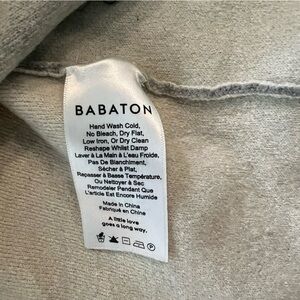 BABATON
Hand Wash Cold,
No Bleach, Dry Flat,
Low Iron, Or Dry Clean
Reshape Whilst Damp
Laver à La Main à L'eau Froide,
Pas De Blanchiment,
Sécher à Plat,
Repasser à Basse Température,
Ou Nettoyer à Sec
Remodeler Pendant Que
L'article Est Encore Humide
Made in China
Fabriqué en China
A little love
goes a long way.